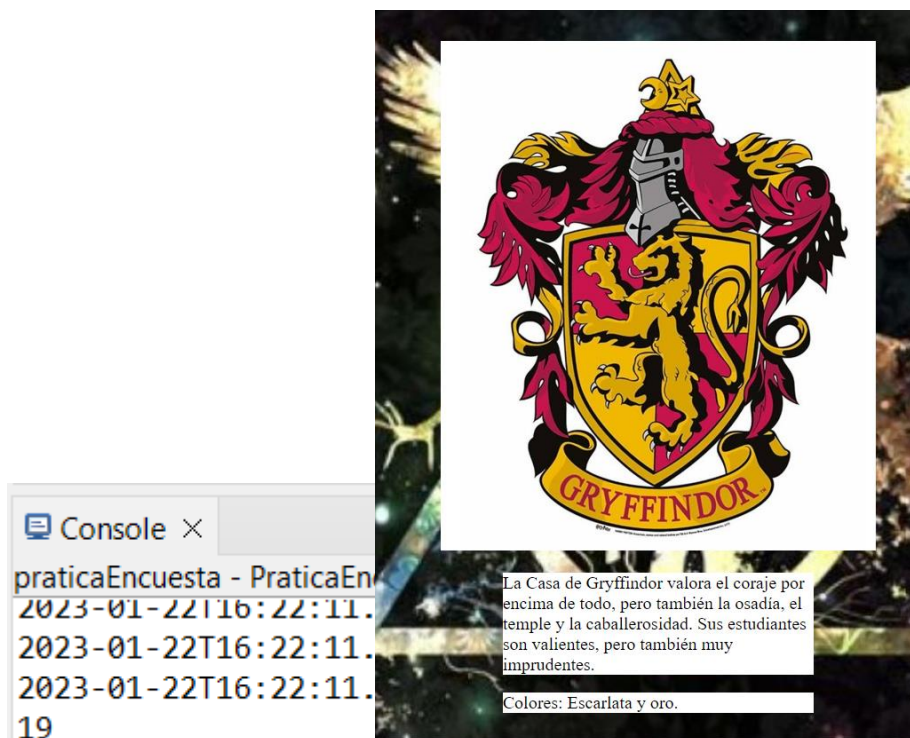 GRYFFINDOR
Console
praticaEncuesta - PraticaEn
2023-01-22T16:22:11.
2023-01-22T16:22:11.
2023-01-22T16:22:11.
19
La Casa de Gryffindor valora el coraje por
encima de todo, pero también la osadía, el
temple y la caballerosidad. Sus estudiantes
son valientes, pero también muy
imprudentes.
Colores: Escarlata y oro.